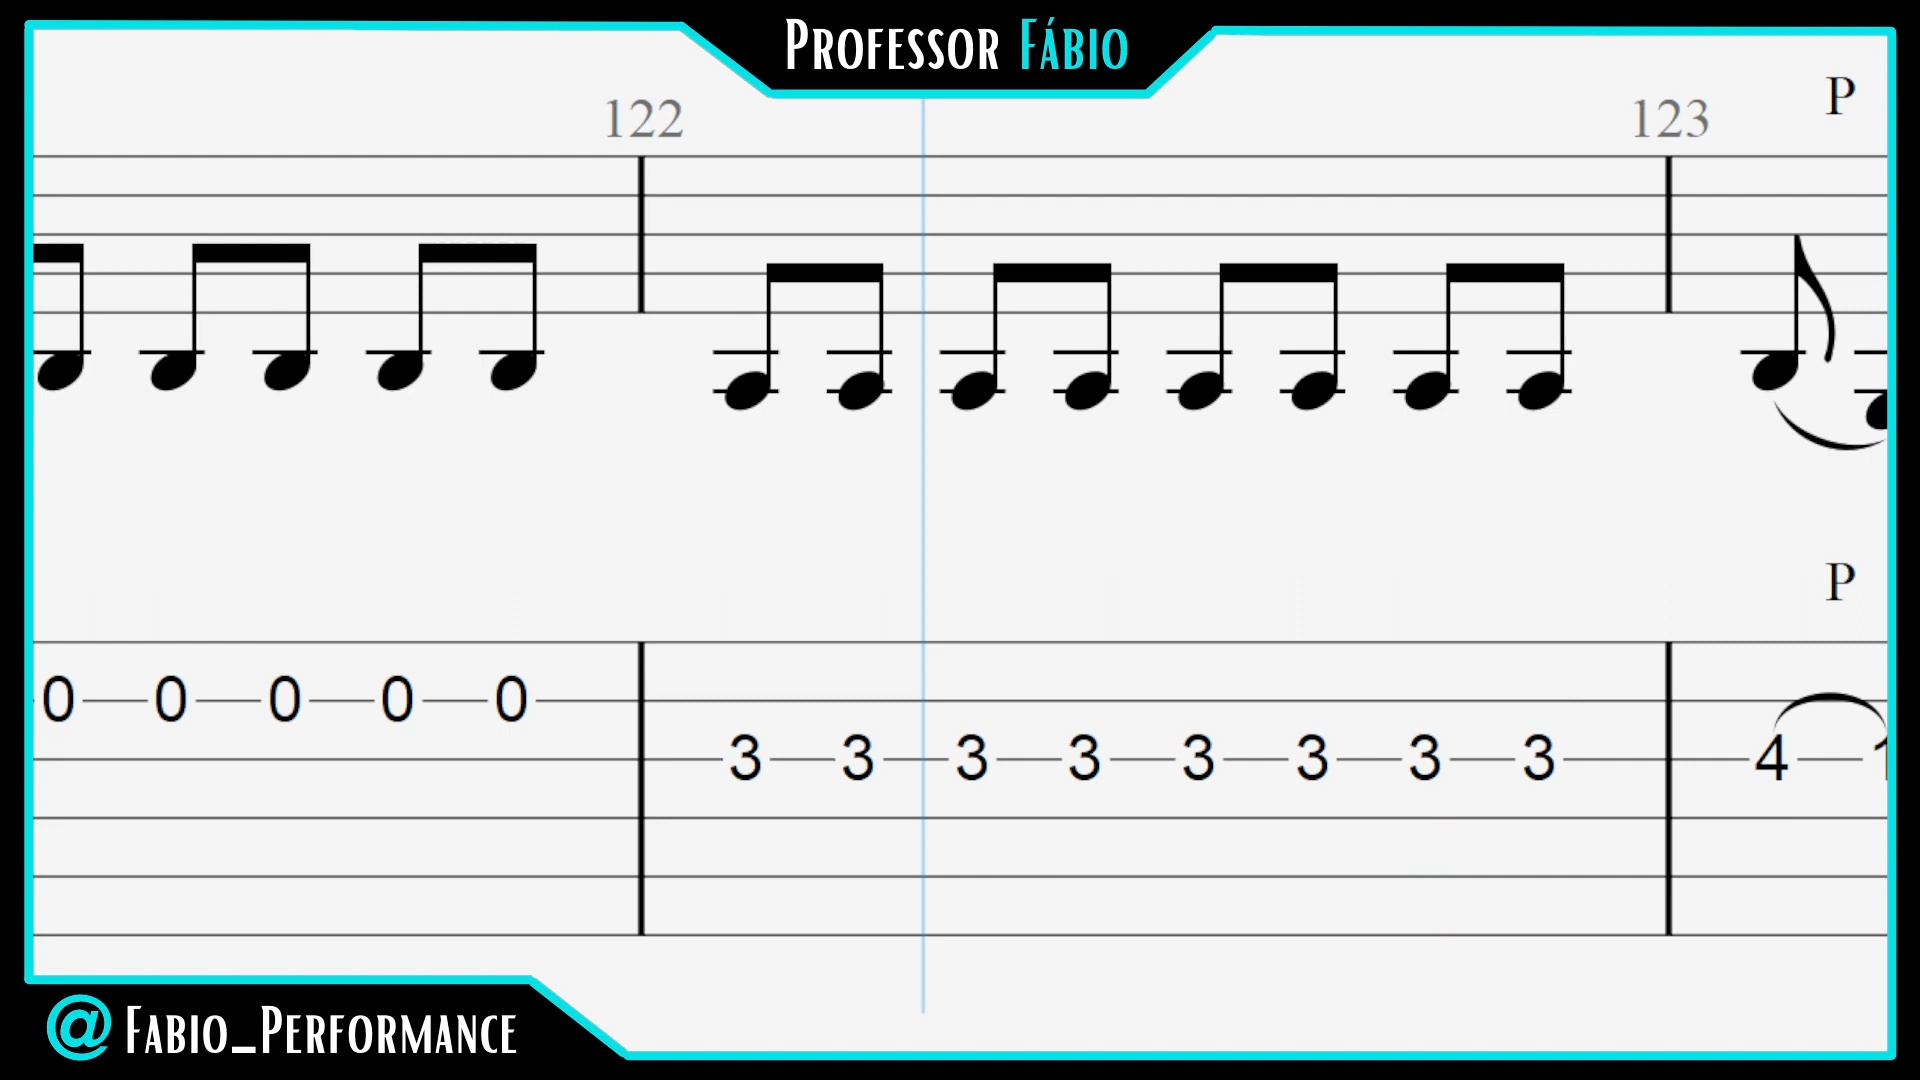 PROFESSOR FÁBIO
122 123 P
P
0 0 0 0 0
3 3 3 3 3 3 3 3 4 1
@FABIO_PERFORMANCE